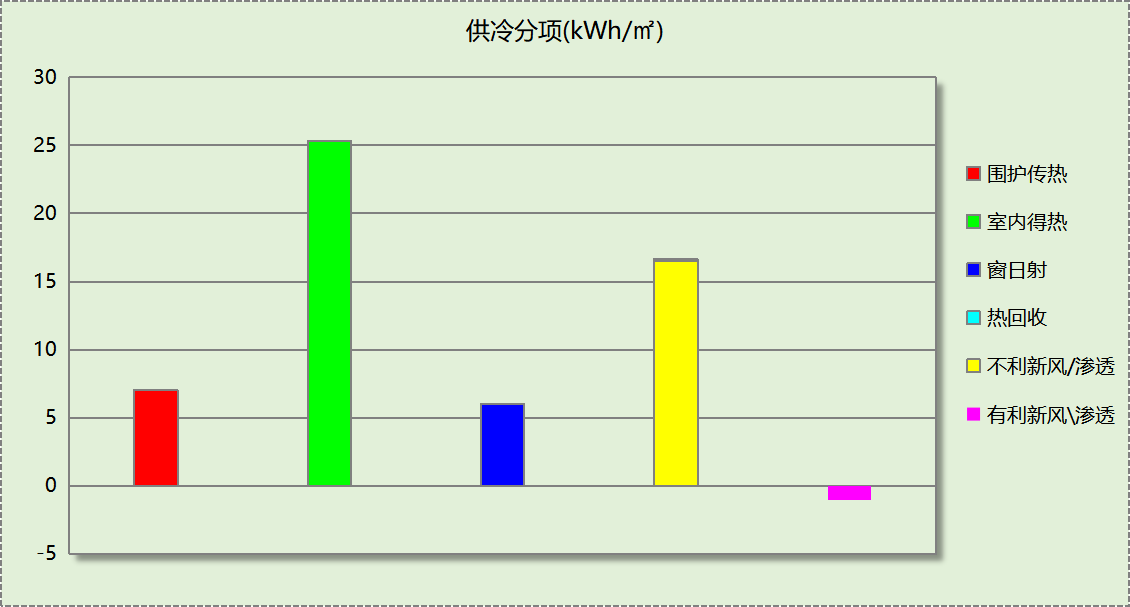 供冷分项(kWh/㎡)
30
25
20
15
10
5
0
-5
围护传热
室内得热
窗日射
热回收
不利新风/渗透
有利新风\渗透